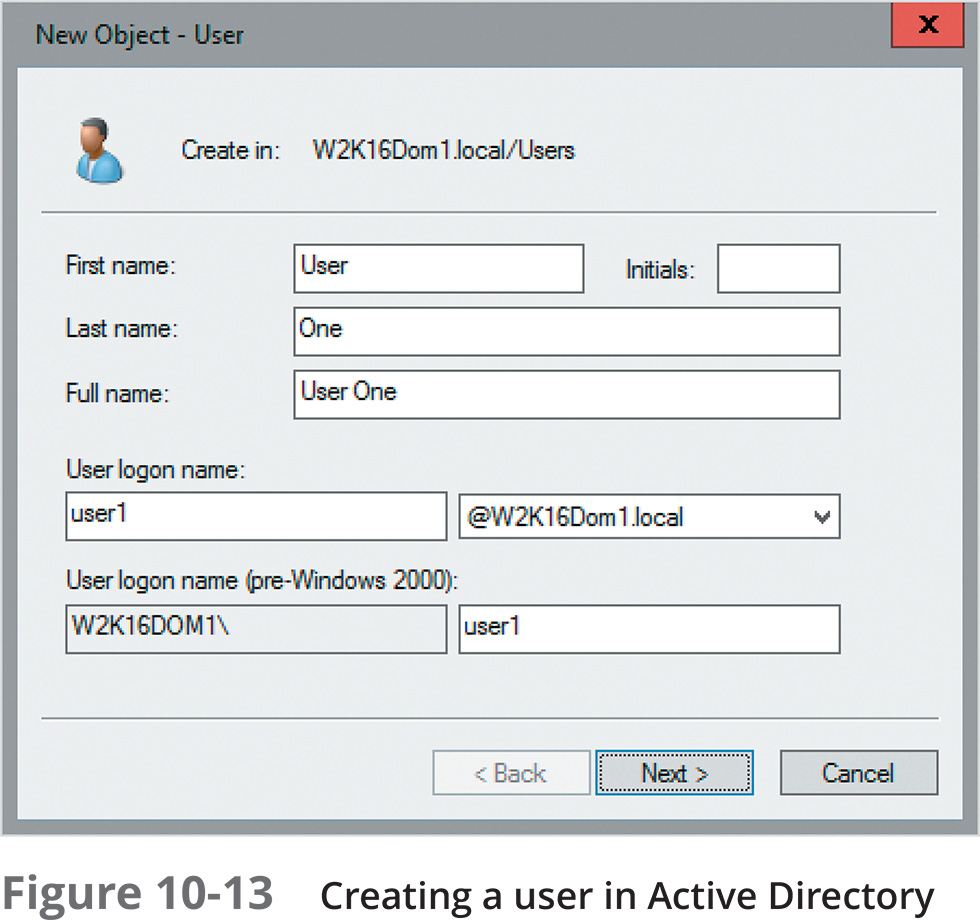 New Object - User
X
Create in: W2K16Dom1.local/Users
First name: User Initials:
Last name: One
Full name: User One
User logon name:
user1 @W2K16Dom1.local
User logon name (pre-Windows 2000):
W2K16DOM1\ user1
< Back Next > Cancel
Figure 10-13 Creating a user in Active Directory